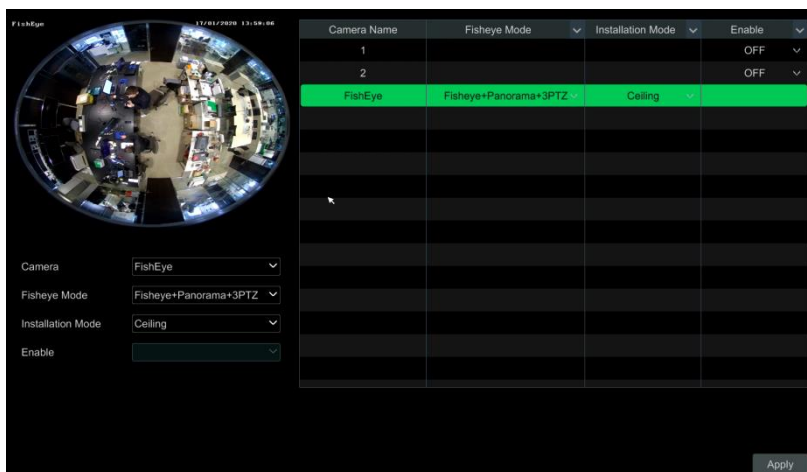 FishEye 17/01/2020 13:59:06
Camera Name Fisheye Mode Installation Mode Enable
1 OFF
2 OFF
FishEye Fisheye+Panorama+3PTZ Ceiling
Camera FishEye
Fisheye Mode Fisheye+Panorama+3PTZ
Installation Mode Ceiling
Enable
Apply